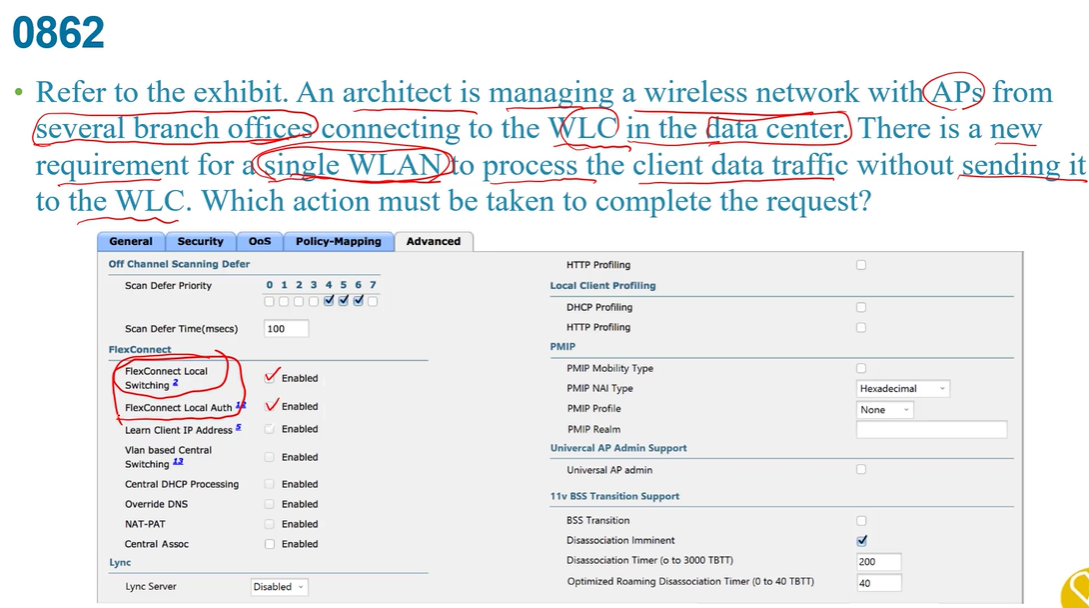 0862
• Refer to the exhibit. An architect is managing a wireless network with APs from
several branch offices connecting to the WLC in the data center. There is a new
requirement for a single WLAN to process the client data traffic without sending it
to the WLC. Which action must be taken to complete the request?
General Security QoS Policy-Mapping Advanced
Off Channel Scanning Defer
Scan Defer Priority 0 1 2 3 4 5 6 7
Scan Defer Time(msecs) 100
FlexConnect
FlexConnect Local
Switching 2 Enabled
FlexConnect Local Auth 12 Enabled
Learn Client IP Address 5 Enabled
Vlan based Central
Switching 13 Enabled
Central DHCP Processing Enabled
Override DNS Enabled
NAT-PAT Enabled
Central Assoc Enabled
Lync
Lync Server Disabled
HTTP Profiling
Local Client Profiling
DHCP Profiling
HTTP Profiling
PMIP
PMIP Mobility Type
PMIP NAI Type Hexadecimal
PMIP Profile None
PMIP Realm
Univercal AP Admin Support
Universal AP admin
11v BSS Transition Support
BSS Transition
Disassociation Imminent
Disassociation Timer (o to 3000 TBTT) 200
Optimized Roaming Disassociation Timer (0 to 40 TBTT) 40